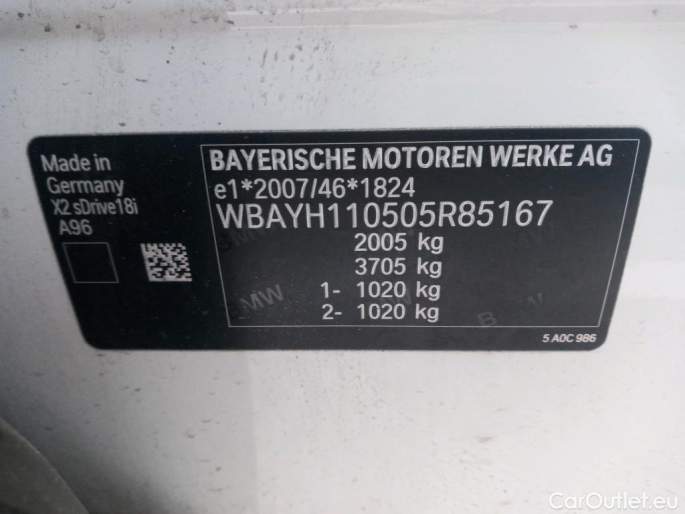 Made in
Germany
X2 sDrive18i
A96
BAYERISCHE MOTOREN WERKE AG
e1*2007/46*1824
WBAYH110505R85167
2005 kg
3705 kg
1- 1020 kg
2- 1020 kg
MW
B W
5 A0C 986
CarOutlet.eu